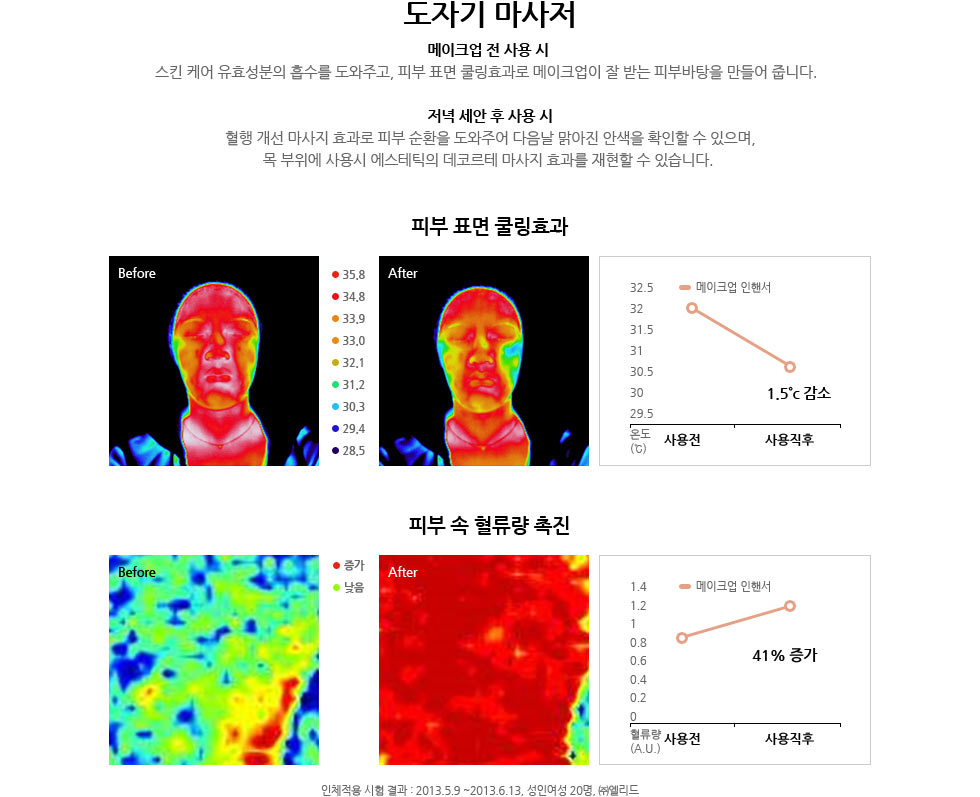 도자기 마사저
메이크업 전 사용 시
스킨 케어 유효성분의 흡수를 도와주고, 피부 표면 쿨링효과로 메이크업이 잘 받는 피부바탕을 만들어 줍니다.
저녁 세안 후 사용 시
혈행 개선 마사지 효과로 피부 순환을 도와주어 다음날 맑아진 안색을 확인할 수 있으며,
목 부위에 사용시 에스테틱의 데코르테 마사지 효과를 재현할 수 있습니다.
피부 표면 쿨링효과
Before
35,8
34,8
33,9
33,0
32,1
31,2
30,3
29,4
28,5
After
메이크업 인핸서
32.5
32
31.5
31
30.5
30
29.5
1.5˚c 감소
온도
(℃)
사용전
사용직후
피부 속 혈류량 촉진
Before
증가
낮음
After
메이크업 인핸서
1.4
1.2
1
0.8
0.6
0.4
0.2
0
41% 증가
혈류량
(A.U.)
사용전
사용직후
인체적용 시험 결과 : 2013.5.9 ~2013.6.13, 성인여성 20명, ㈜엘리드